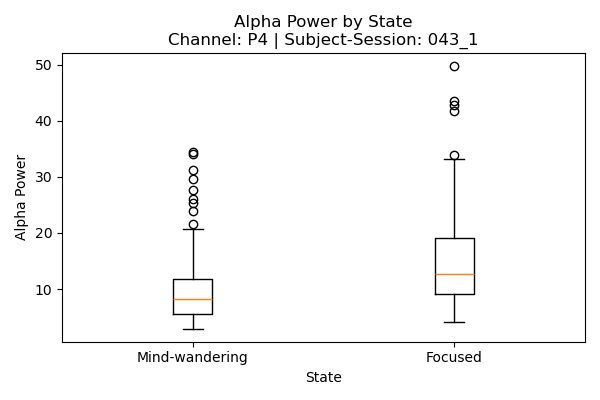 Alpha Power by State
Channel: P4 | Subject-Session: 043_1
50
40
30
20
10
Alpha Power
Mind-wandering
Focused
State